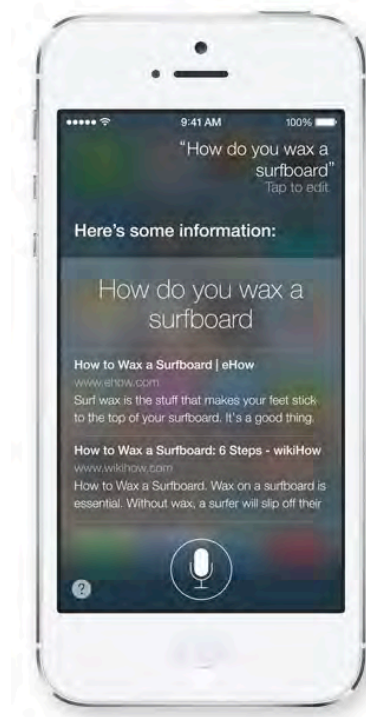 9:41 AM 100%
“How do you wax a
surfboard”
Tap to edit
Here's some information:
How do you wax a
surfboard
How to Wax a Surfboard | eHow
www.ehow.com
Surf wax is the stuff that makes your feet stick
to the top of your surfboard. It's a good thing.
How to Wax a Surfboard: 6 Steps - wikiHow
www.wikihow.com
How to Wax a Surfboard. Wax on a surfboard is
essential. Without wax, a surfer will slip off their
?